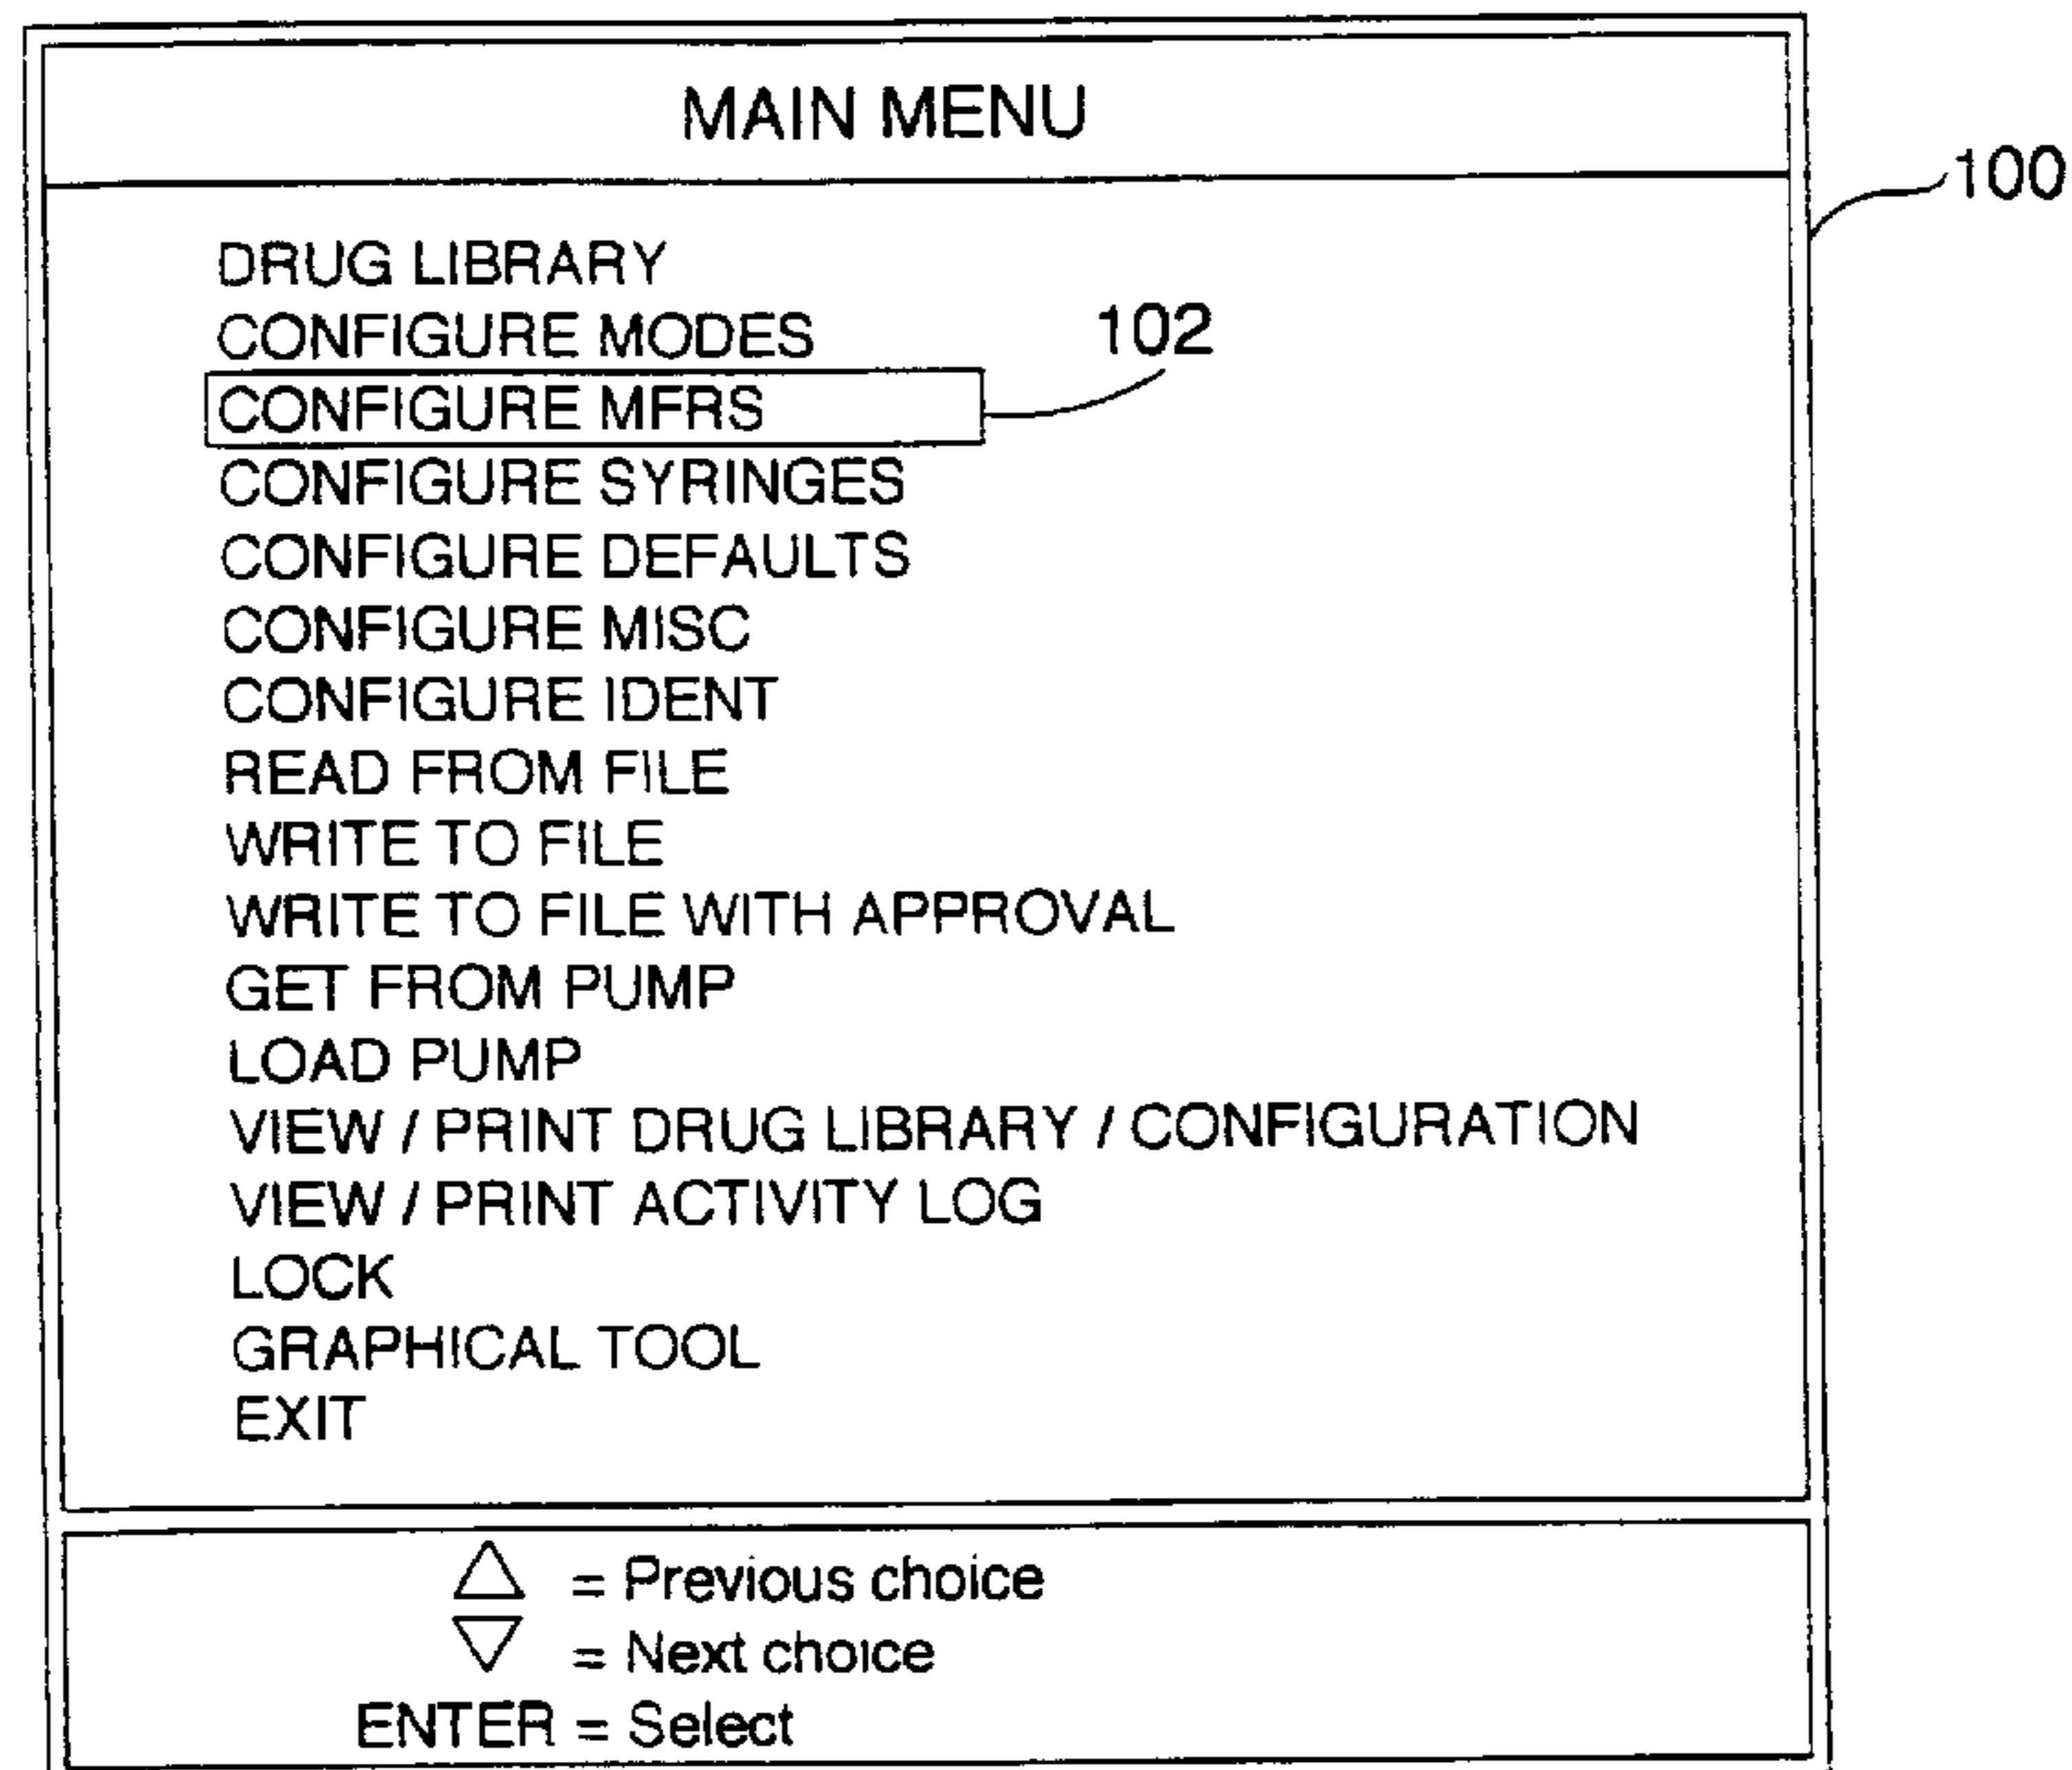 MAIN MENU
100
DRUG LIBRARY
CONFIGURE MODES
102
CONFIGURE MFRS
CONFIGURE SYRINGES
CONFIGURE DEFAULTS
CONFIGURE MISC
CONFIGURE IDENT
READ FROM FILE
WRITE TO FILE
WRITE TO FILE WITH APPROVAL
GET FROM PUMP
LOAD PUMP
VIEW / PRINT DRUG LIBRARY / CONFIGURATION
VIEW / PRINT ACTIVITY LOG
LOCK
GRAPHICAL TOOL
EXIT
△ = Previous choice
▽ = Next choice
ENTER = Select